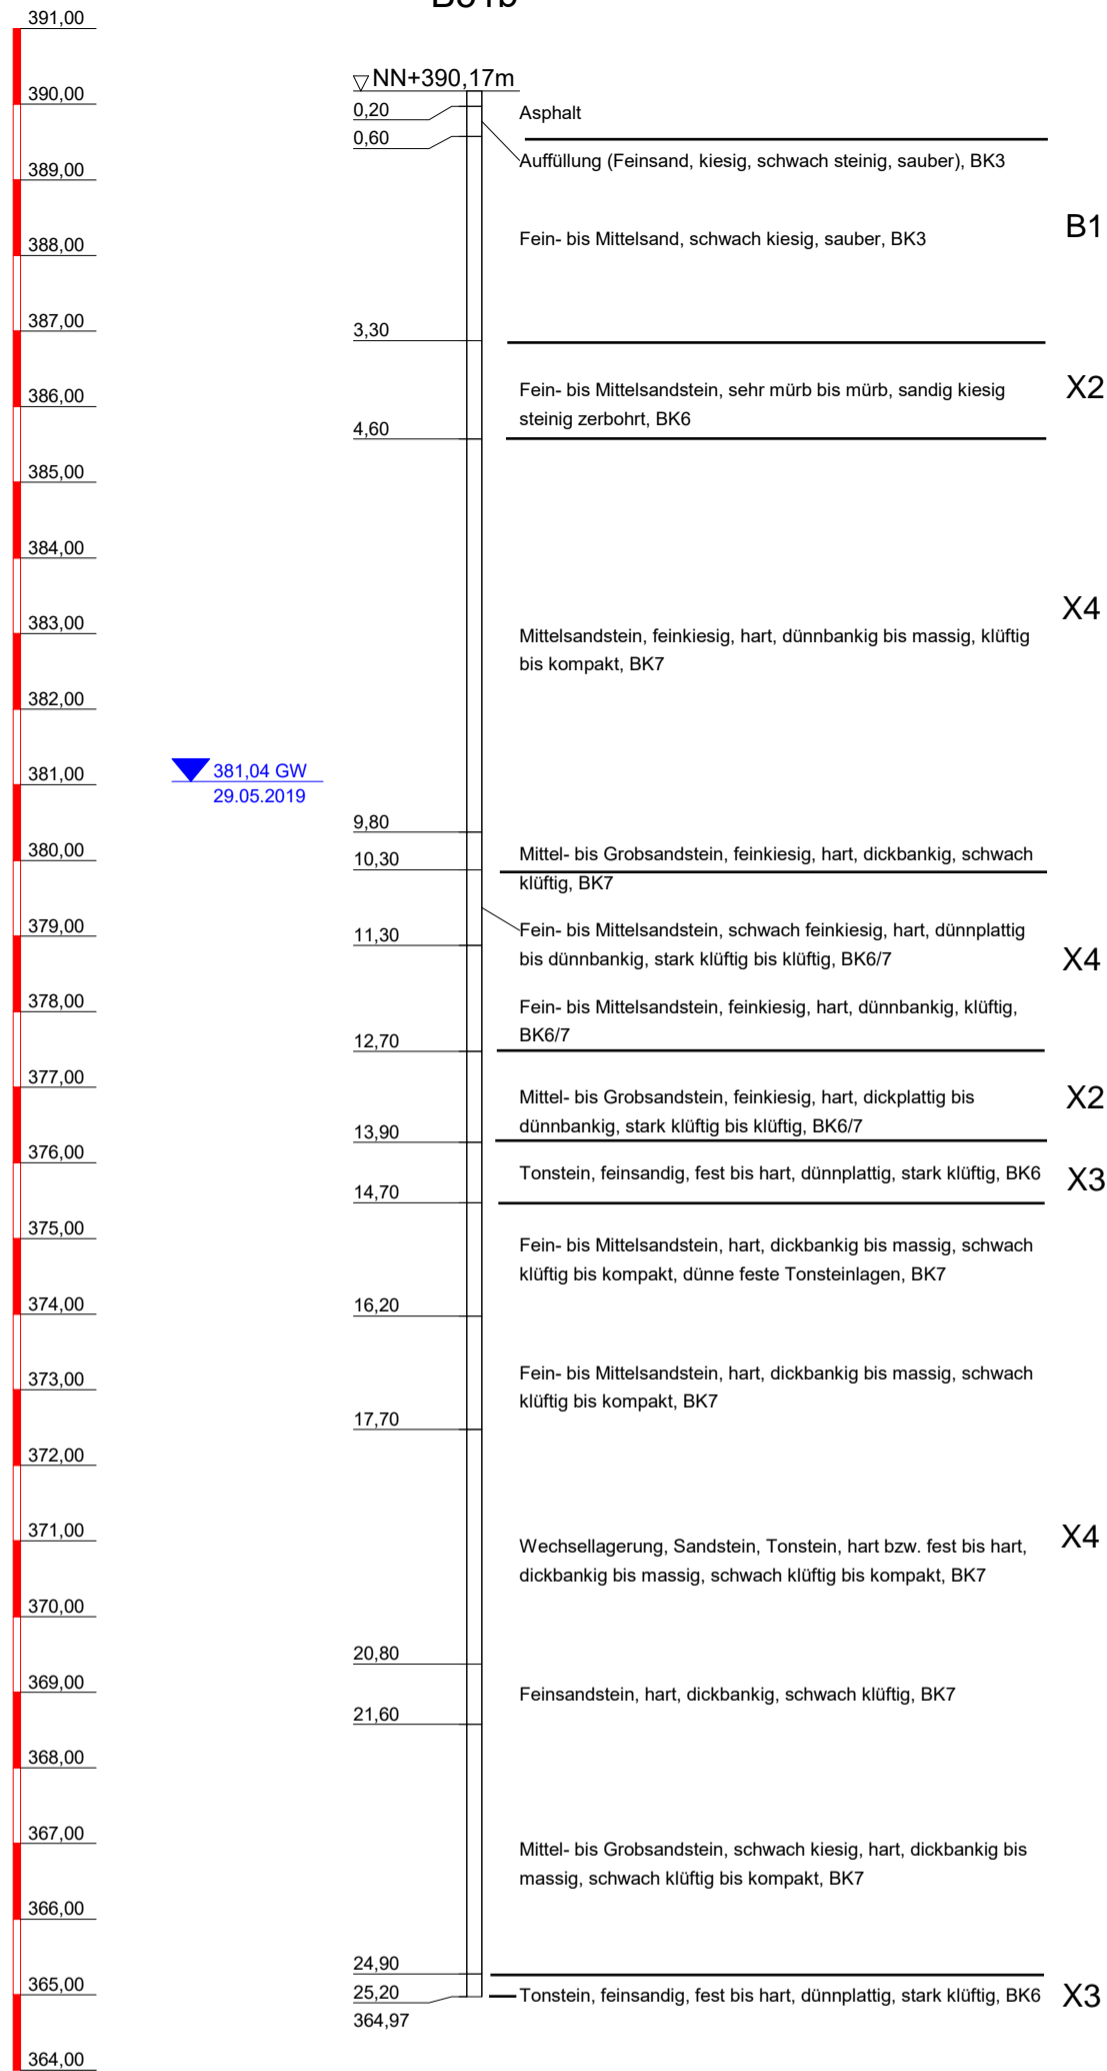 391,00
NN+390,17m
390,00
0,20
Asphalt
0,60
Auffüllung (Feinsand, kiesig, schwach steinig, sauber), BK3
389,00
B1
Fein- bis Mittelsand, schwach kiesig, sauber, BK3
388,00
387,00
3,30
X2
Fein- bis Mittelsandstein, sehr mürb bis mürb, sandig kiesig
steinig zerbohrt, BK6
386,00
4,60
385,00
384,00
X4
383,00
Mittelsandstein, feinkiesig, hart, dünnbankig bis massig, klüftig
bis kompakt, BK7
382,00
381,00
381,04 GW
29.05.2019
9,80
380,00
Mittel- bis Grobsandstein, feinkiesig, hart, dickbankig, schwach
klüftig, BK7
10,30
379,00
11,30
Fein- bis Mittelsandstein, schwach feinkiesig, hart, dünnplattig
bis dünnbankig, stark klüftig bis klüftig, BK6/7
X4
378,00
Fein- bis Mittelsandstein, feinkiesig, hart, dünnbankig, klüftig,
BK6/7
12,70
377,00
Mittel- bis Grobsandstein, feinkiesig, hart, dickplattig bis
dünnbankig, stark klüftig bis klüftig, BK6/7
X2
13,90
376,00
Tonstein, feinsandig, fest bis hart, dünnplattig, stark klüftig, BK6
X3
14,70
375,00
Fein- bis Mittelsandstein, hart, dickbankig bis massig, schwach
klüftig bis kompakt, dünne feste Tonsteinlagen, BK7
374,00
16,20
373,00
Fein- bis Mittelsandstein, hart, dickbankig bis massig, schwach
klüftig bis kompakt, BK7
17,70
372,00
371,00
X4
Wechsellagerung, Sandstein, Tonstein, hart bzw. fest bis hart,
dickbankig bis massig, schwach klüftig bis kompakt, BK7
370,00
20,80
369,00
Feinsandstein, hart, dickbankig, schwach klüftig, BK7
21,60
368,00
367,00
Mittel- bis Grobsandstein, schwach kiesig, hart, dickbankig bis
massig, schwach klüftig bis kompakt, BK7
366,00
24,90
365,00
25,20
Tonstein, feinsandig, fest bis hart, dünnplattig, stark klüftig, BK6
X3
364,97
364,00